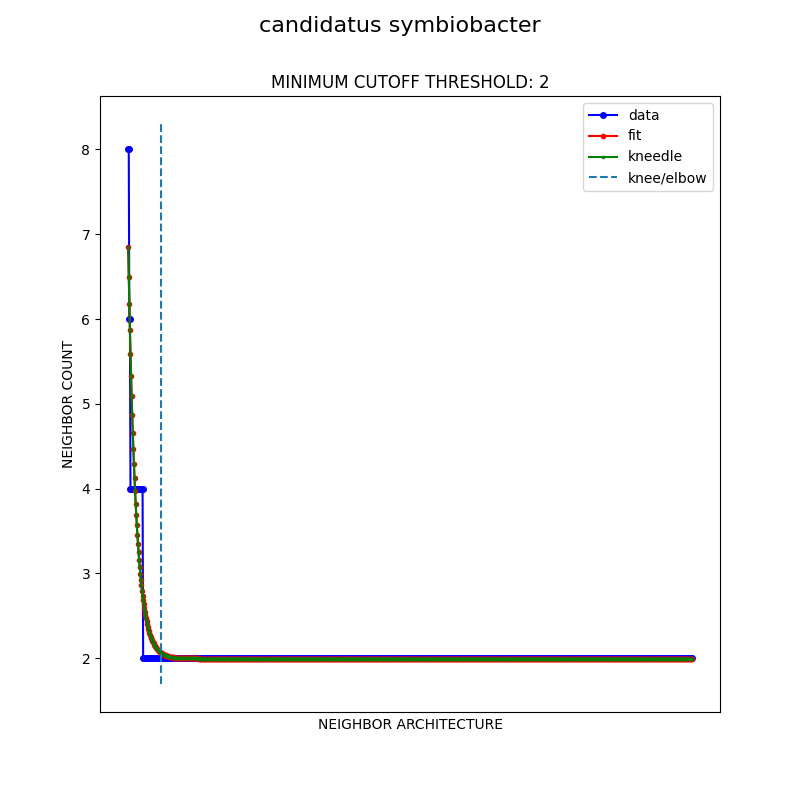 candidatus symbiobacter
MINIMUM CUTOFF THRESHOLD: 2
data
fit
kneedle
knee/elbow
8
7
6
5
4
3
2
NEIGHBOR COUNT
NEIGHBOR ARCHITECTURE